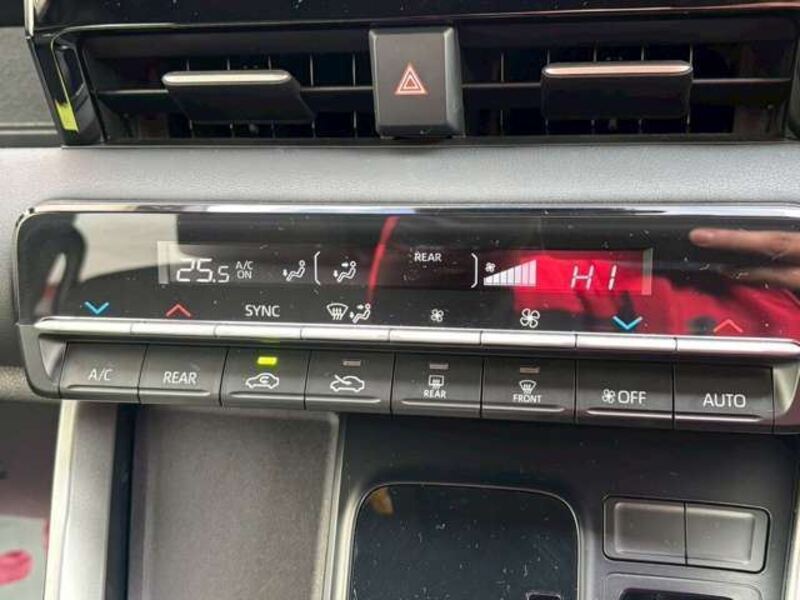 REAR
25.5 A/C ON HI
SYNC
A/C REAR REAR FRONT OFF AUTO